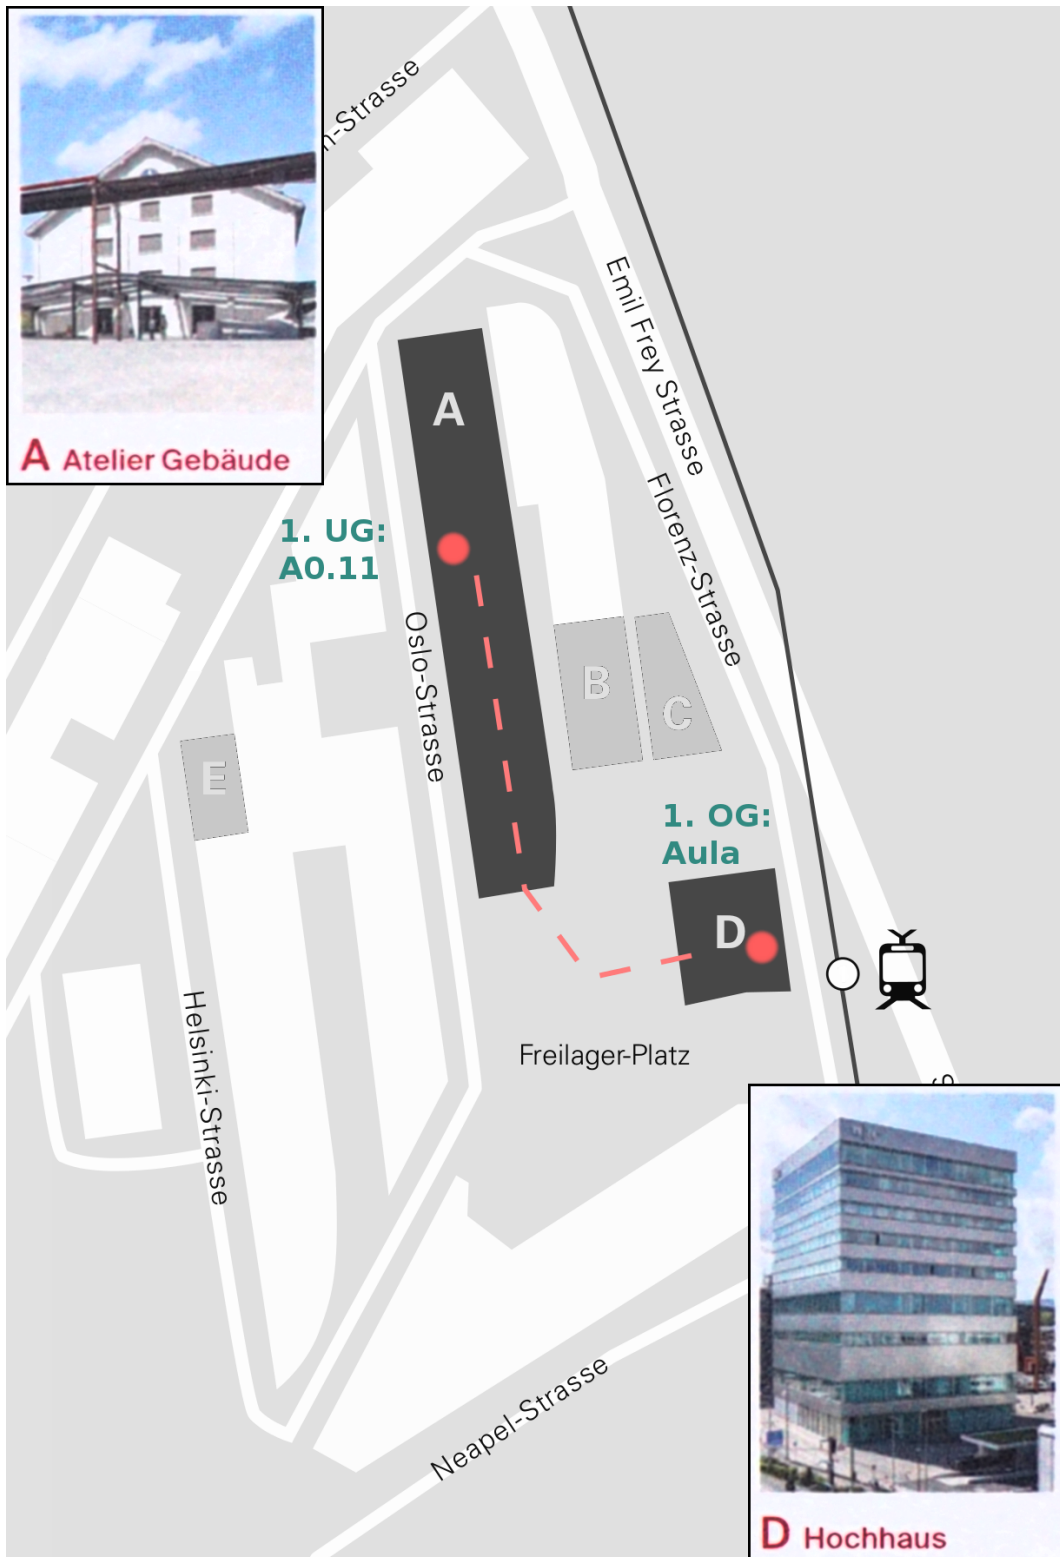 n-Strasse
A Atelier Gebäude
Emil Frey Strasse
A
1. UG:
A0.11
Florenz-Strasse
Oslo-Strasse
B
C
E
1. OG:
Aula
D
Helsinki-Strasse
Freilager-Platz
S
Neapel-Strasse
D Hochhaus